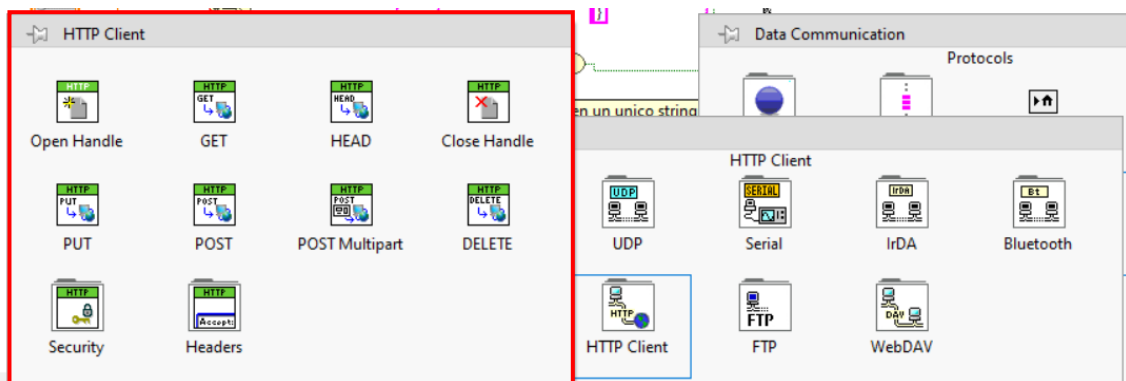 HTTP Client
HTTP
HTTP
GET
HTTP
HEAD
HTTP
Open Handle
GET
HEAD
Close Handle
HTTP
PUT
HTTP
POST
HTTP
POST
HTTP
DELETE
PUT
POST
POST Multipart
DELETE
HTTP
HTTP
Accept:
Security
Headers
Data Communication
Protocols
en un unico string
HTTP Client
UDP
SERIAL
IrDA
Bt
UDP
Serial
IrDA
Bluetooth
HTTP
FTP
DAV
HTTP Client
FTP
WebDAV